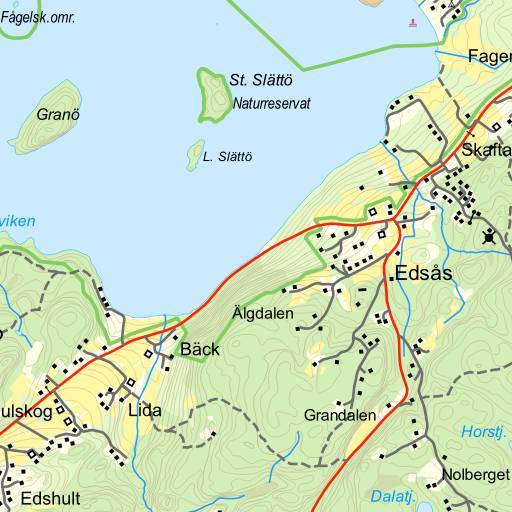 Fågelsk.omr.
Fager
St. Slättö
Naturreservat
Granö
Skafta
L. Slättö
viken
Edsås
Älgdalen
Bäck
ulskog
Lida
Grandalen
Horstj.
Nolberget
Edshult
Dalatj.